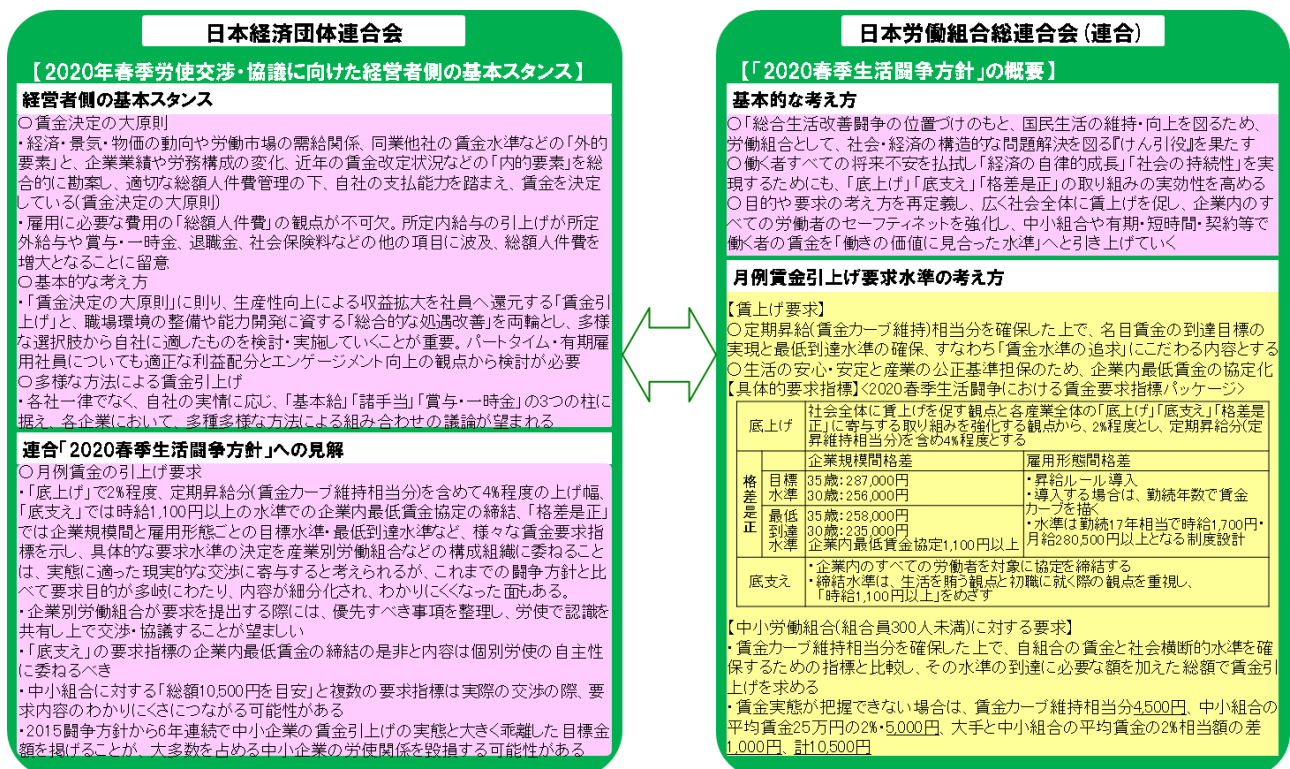 日本経済団体連合会
【2020年春季労使交渉・協議に向けた経営者側の基本スタンス】
経営者側の基本スタンス
○賃金決定の大原則
・経済・景気・物価の動向や労働市場の需給関係、同業他社の賃金水準などの「外的
要素」と、企業業績や労務構成の変化、近年の賃金改定状況などの「内的要素」を総
合的に勘案し、適切な総額人件費管理の下、自社の支払能力を踏まえ、賃金を決定
している(賃金決定の大原則)
・雇用に必要な費用の「総額人件費」の観点が不可欠。所定内給与の引上げが所定
外給与や賞与・一時金、退職金、社会保険料などの他の項目に波及、総額人件費を
増大となることに留意
○基本的な考え方
・「賃金決定の大原則」に則り、生産性向上による収益拡大を社員へ還元する「賃金引
上げ」と、職場環境の整備や能力開発に資する「総合的な処遇改善」を両輪とし、多様
な選択肢から自社に適したものを検討・実施していくことが重要。パートタイム・有期雇
用社員についても適正な利益配分とエンゲージメント向上の観点から検討が必要
○多様な方法による賃金引上げ
・各社一律でなく、自社の実情に応じ、「基本給」「諸手当」「賞与・一時金」の3つの柱に
据え、各企業において、多種多様な方法による組み合わせの議論が望まれる
連合「2020春季生活闘争方針」への見解
○月例賃金の引上げ要求
・「底上げ」で2%程度、定期昇給分(賃金カーブ維持相当分)を含めて4%程度の上げ幅、
「底支え」では時給1,100円以上の水準での企業内最低賃金協定の締結、「格差是正」
では企業規模間と雇用形態ごとの目標水準・最低到達水準など、様々な賃金要求指
標を示し、具体的な要求水準の決定を産業別労働組合などの構成組織に委ねること
は、実態に適った現実的な交渉に寄与すると考えられるが、これまでの闘争方針と比
べて要求目的が多岐にわたり、内容が細分化され、わかりにくくなった面もある。
・企業別労働組合が要求を提出する際には、優先すべき事項を整理し、労使で認識を
共有し上で交渉・協議することが望ましい
・「底支え」の要求指標の企業内最低賃金の締結の是非と内容は個別労使の自主性
に委ねるべき
・中小組合に対する「総額10,500円を目安」と複数の要求指標は実際の交渉の際、要
求内容のわかりにくさにつながる可能性がある
・2015闘争方針から6年連続で中小企業の賃金引上げの実態と大きく乖離した目標金
額を掲げることが、大多数を占める中小企業の労使関係を毀損する可能性がある
日本労働組合総連合会(連合)
【「2020春季生活闘争方針」の概要】
基本的な考え方
○「総合生活改善闘争の位置づけのもと、国民生活の維持・向上を図るため、
労働組合として、社会・経済の構造的な問題解決を図る『けん引役』を果たす
○働く者すべての将来不安を払拭し「経済の自律的成長」「社会の持続性」を実
現するためにも、「底上げ」「底支え」「格差是正」の取り組みの実効性を高める
○目的や要求の考え方を再定義し、広く社会全体に賃上げを促し、企業内のす
べての労働者のセーフティネットを強化し、中小組合や有期・短時間・契約等で
働く者の賃金を「働きの価値に見合った水準」へと引き上げていく
月例賃金引上げ要求水準の考え方
【賃上げ要求】
○定期昇給(賃金カーブ維持)相当分を確保した上で、名目賃金の到達目標の
実現と最低到達水準の確保、すなわち「賃金水準の追求」にこだわる内容とする
○生活の安心・安定と産業の公正基準担保のため、企業内最低賃金の協定化
【具体的要求指標】<2020春季生活闘争における賃金要求指標パッケージ>
底上げ
社会全体に賃上げを促す観点と各産業全体の「底上げ」「底支え」「格差是
正」に寄与する取り組みを強化する観点から、2%程度とし、定期昇給分(定
昇維持相当分)を含め4%程度とする
格差是正
企業規模間格差
雇用形態間格差
目標水準
35歳:287,000円
30歳:256,000円
・昇給ルール導入
・導入する場合は、勤続年数で賃金
カーブを描く
・水準は勤続17年相当で時給1,700円・
月給280,500円以上となる制度設計
最低到達水準
35歳:258,000円
30歳:235,000円
企業内最低賃金協定1,100円以上
底支え
・企業内のすべての労働者を対象に協定を締結する
・締結水準は、生活を賄う観点と初職に就く際の観点を重視し、
「時給1,100円以上」をめざす
【中小労働組合(組合員300人未満)に対する要求】
・賃金カーブ維持相当分を確保した上で、自組合の賃金と社会横断的水準を確
保するための指標と比較し、その水準の到達に必要な額を加えた総額で賃金引
上げを求める
・賃金実態が把握できない場合は、賃金カーブ維持相当分4,500円、中小組合の
平均賃金25万円の2%・5,000円、大手と中小組合の平均賃金の2%相当額の差
1,000円、計10,500円